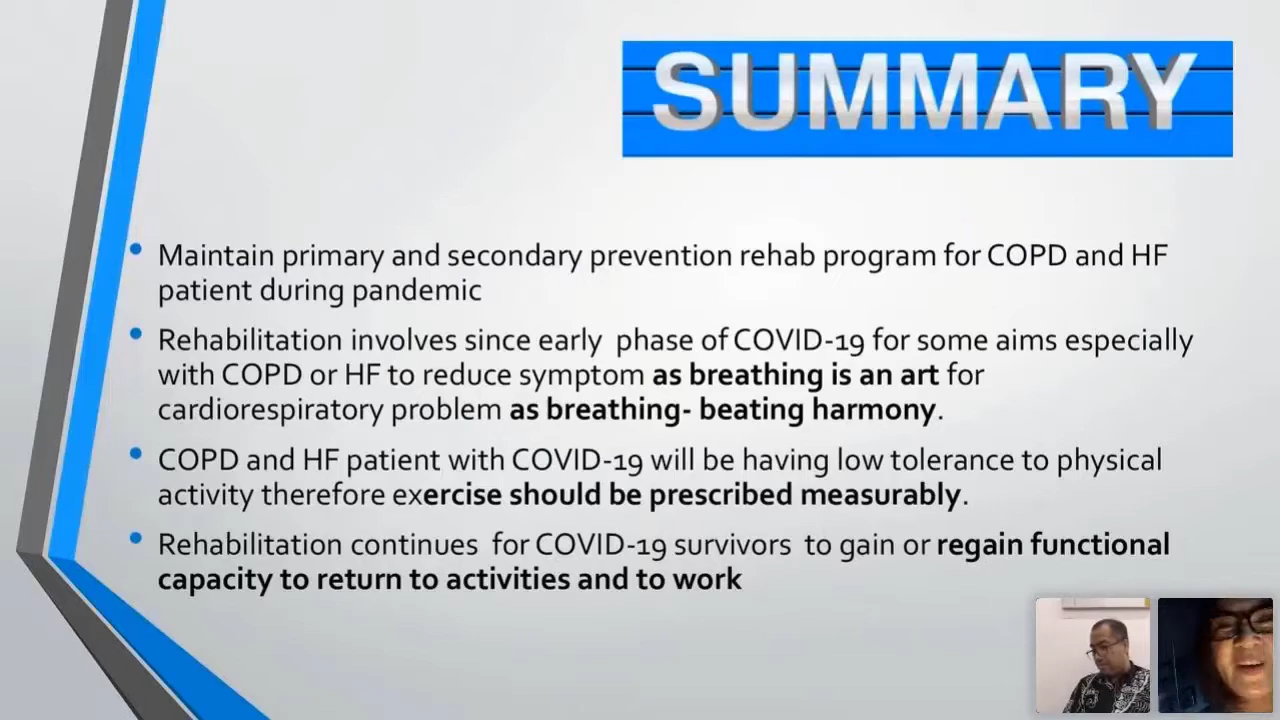 SUMMARY
• Maintain primary and secondary prevention rehab program for COPD and HF
patient during pandemic
• Rehabilitation involves since early  phase of COVID-19 for some aims especially
with COPD or HF to reduce symptom as breathing is an art for
cardiorespiratory problem as breathing- beating harmony.
• COPD and HF patient with COVID-19 will be having low tolerance to physical
activity therefore exercise should be prescribed measurably.
• Rehabilitation continues  for COVID-19 survivors  to gain or regain functional
capacity to return to activities and to work